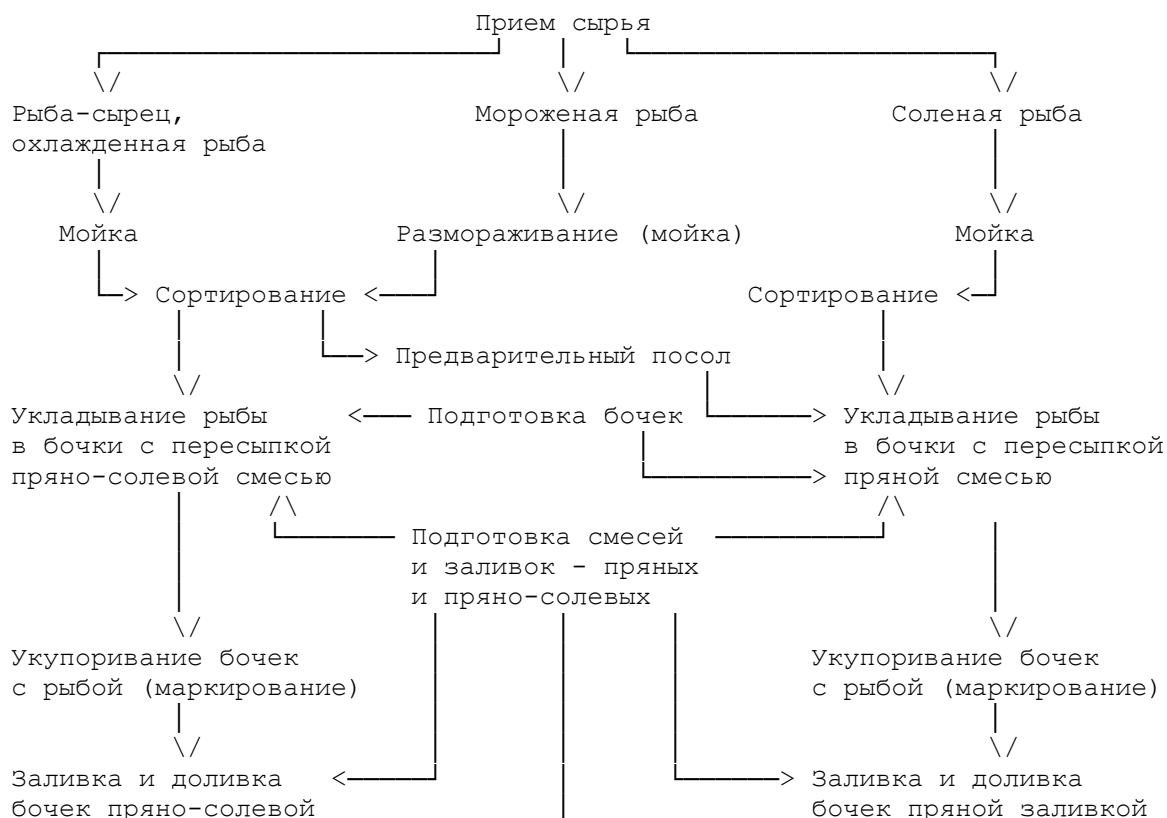 Прием сырья
Рыба-сырец,
охлажденная рыба
Мороженая рыба
Соленая рыба
Мойка
Размораживание (мойка)
Мойка
Сортирование
Сортирование
Предварительный посол
Укладывание рыбы
в бочки с пересыпкой
пряно-солевой смесью
Подготовка бочек
Укладывание рыбы
в бочки с пересыпкой
пряной смесью
Подготовка смесей
и заливок - пряных
и пряно-солевых
Укупоривание бочек
с рыбой (маркирование)
Укупоривание бочек
с рыбой (маркирование)
Заливка и доливка
бочек пряно-солевой
Заливка и доливка
бочек пряной заливкой